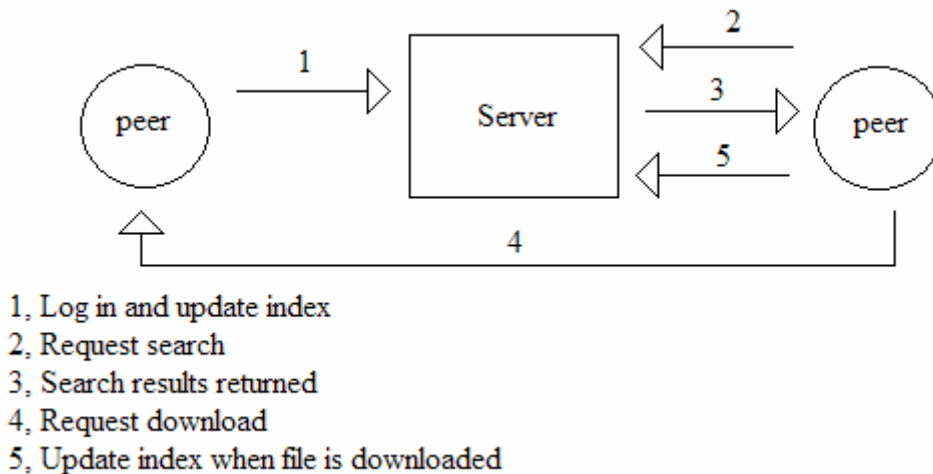 2
1
3
peer
Server
peer
5
4
1, Log in and update index
2, Request search
3, Search results returned
4, Request download
5, Update index when file is downloaded